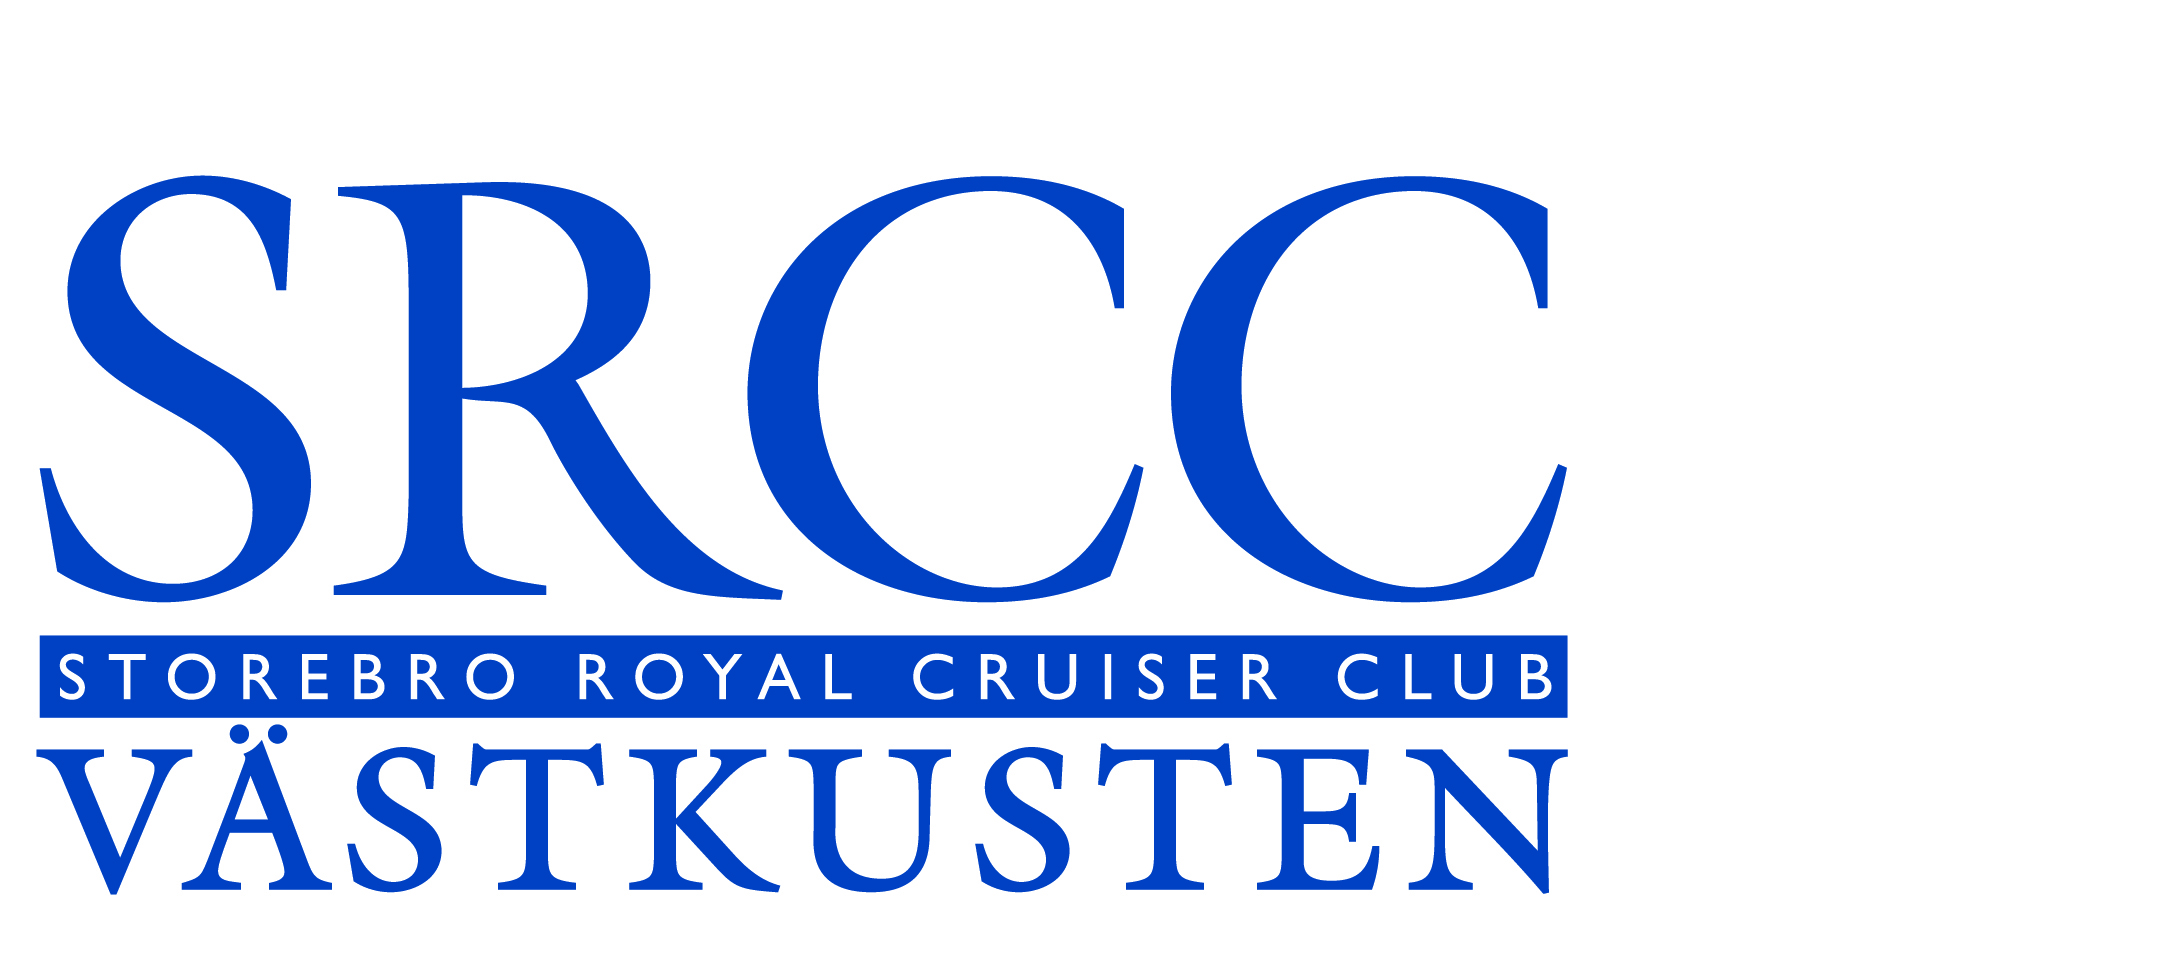 SRCC
STOREBRO ROYAL CRUISER CLUB
VÄSTKUSTEN